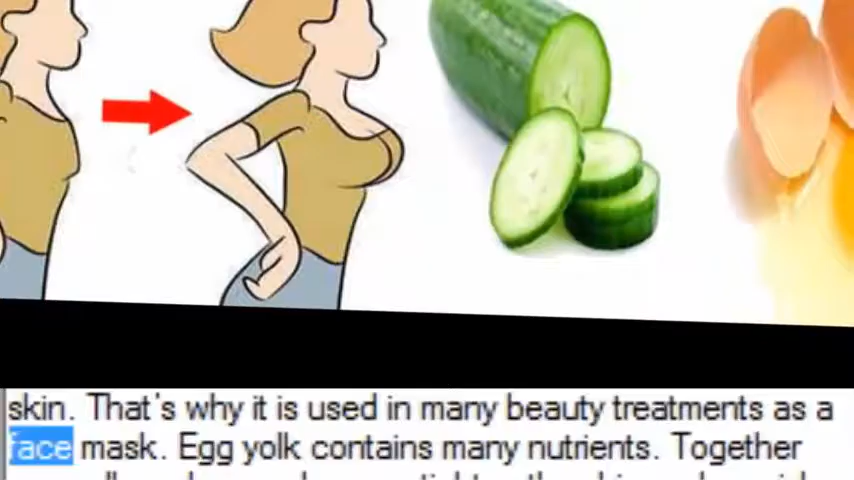 skin. That's why it is used in many beauty treatments as a
face mask. Egg yolk contains many nutrients. Together